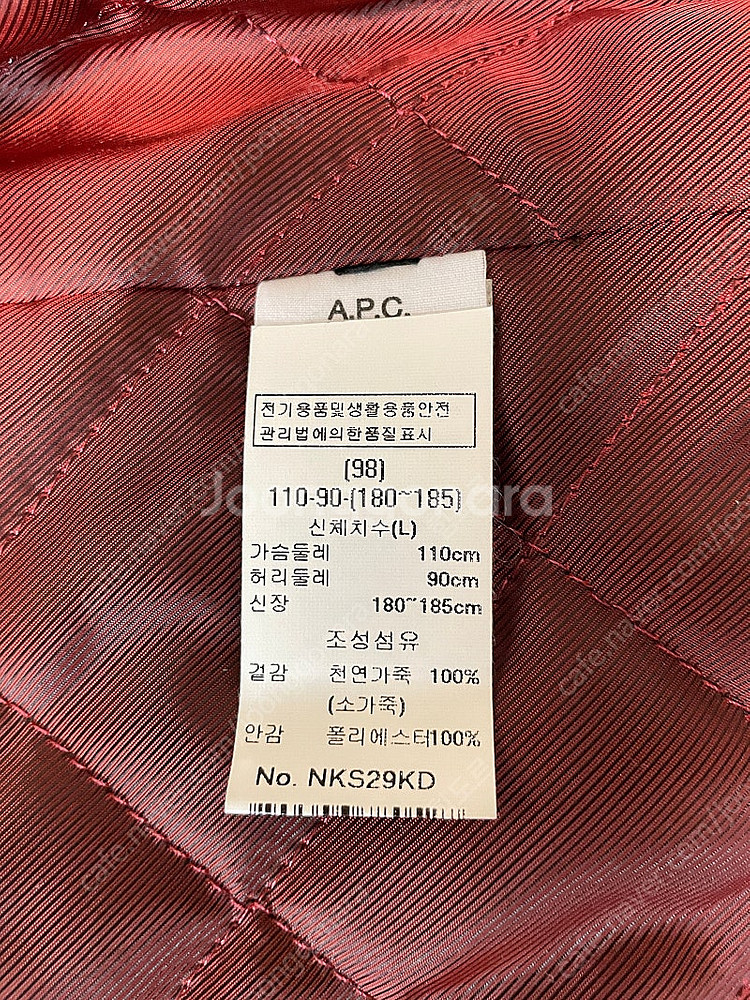 A.P.C.
전기용품및생활용품안전
관리법에의한품질표시
(98)
110-90-(180~185)
신체치수(L)
가슴둘레 110cm
허리둘레 90cm
신장 180~185cm
조성섬유
겉감 천연가죽 100%
(소가죽)
안감 폴리에스터100%
No. NKS29KD
Joonggonara